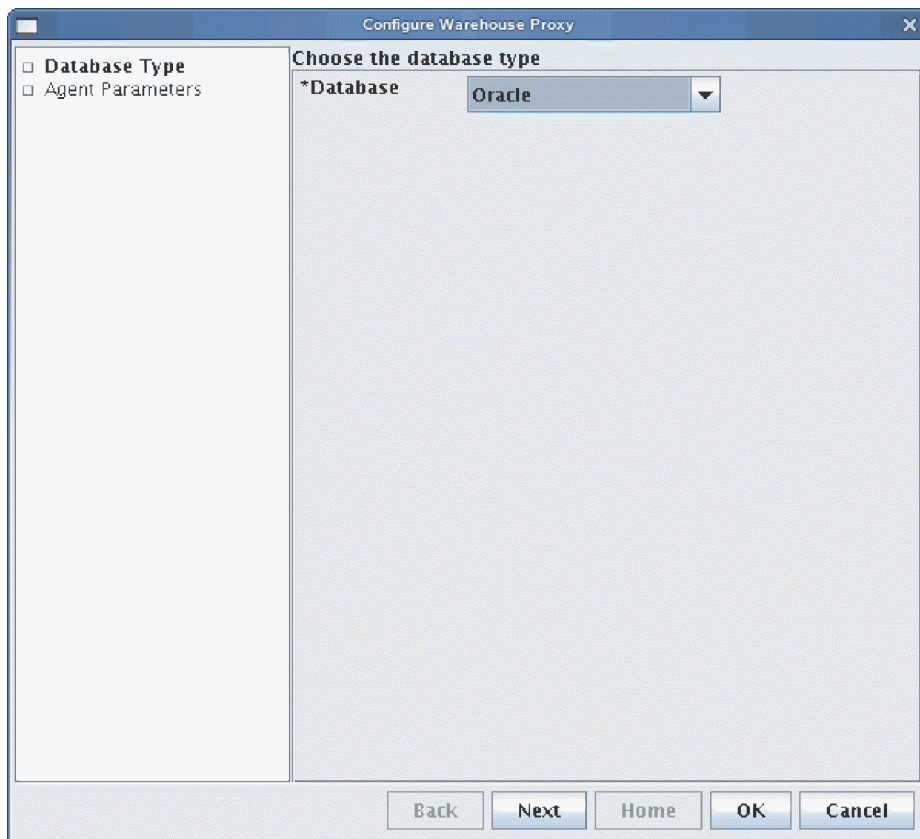 Configure Warehouse Proxy
Database Type
Agent Parameters
Choose the database type
*Database
Oracle
Back
Next
Home
OK
Cancel